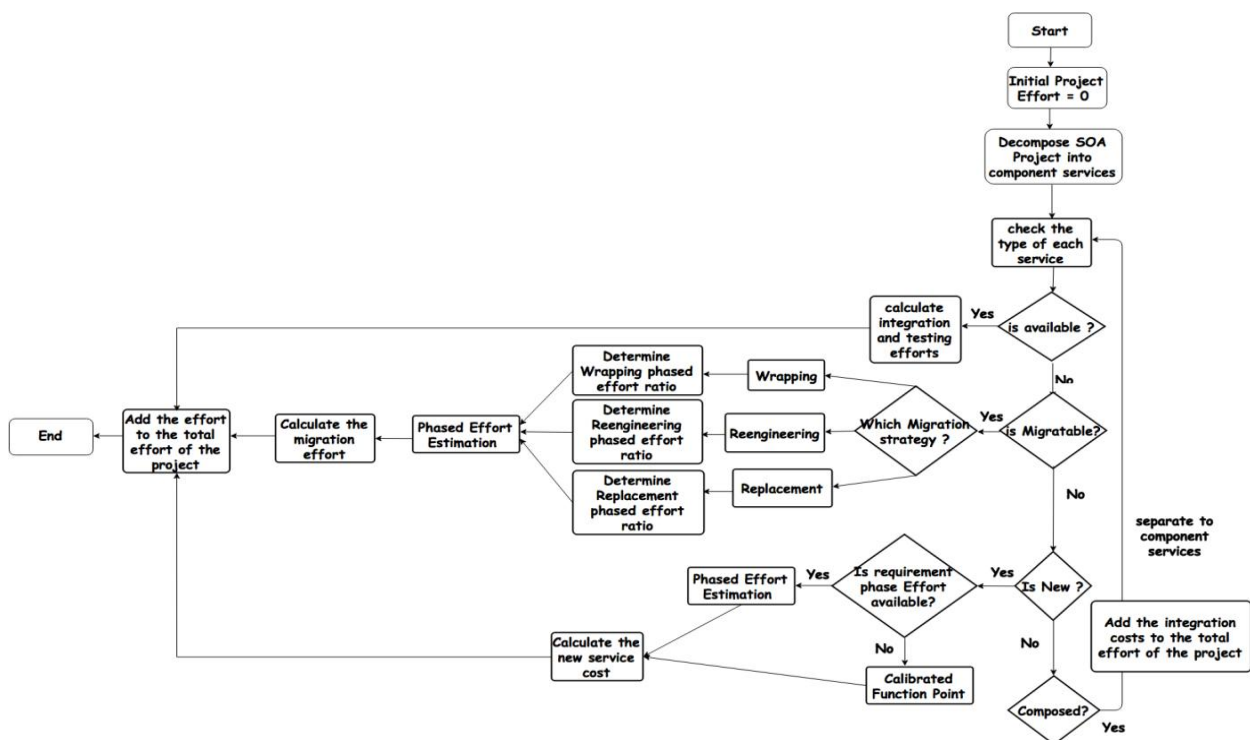 Start
Initial Project
Effort = 0
Decompose SOA
Project into
component services
check the
type of each
service
is available ?
Yes
calculate
integration
and testing
efforts
No
is Migratable?
Yes
Which Migration
strategy ?
Wrapping
Determine
Wrapping phased
effort ratio
Reengineering
Determine
Reengineering
phased effort
ratio
Replacement
Determine
Replacement
phased effort
ratio
Phased Effort
Estimation
Calculate the
migration
effort
Add the effort
to the total
effort of the
project
End
No
Is New ?
Yes
Is requirement
phase Effort
available?
Yes
Phased Effort
Estimation
No
Calibrated
Function Point
Calculate the
new service
cost
No
Composed?
Yes
Add the integration
costs to the total
effort of the project
separate to
component
services